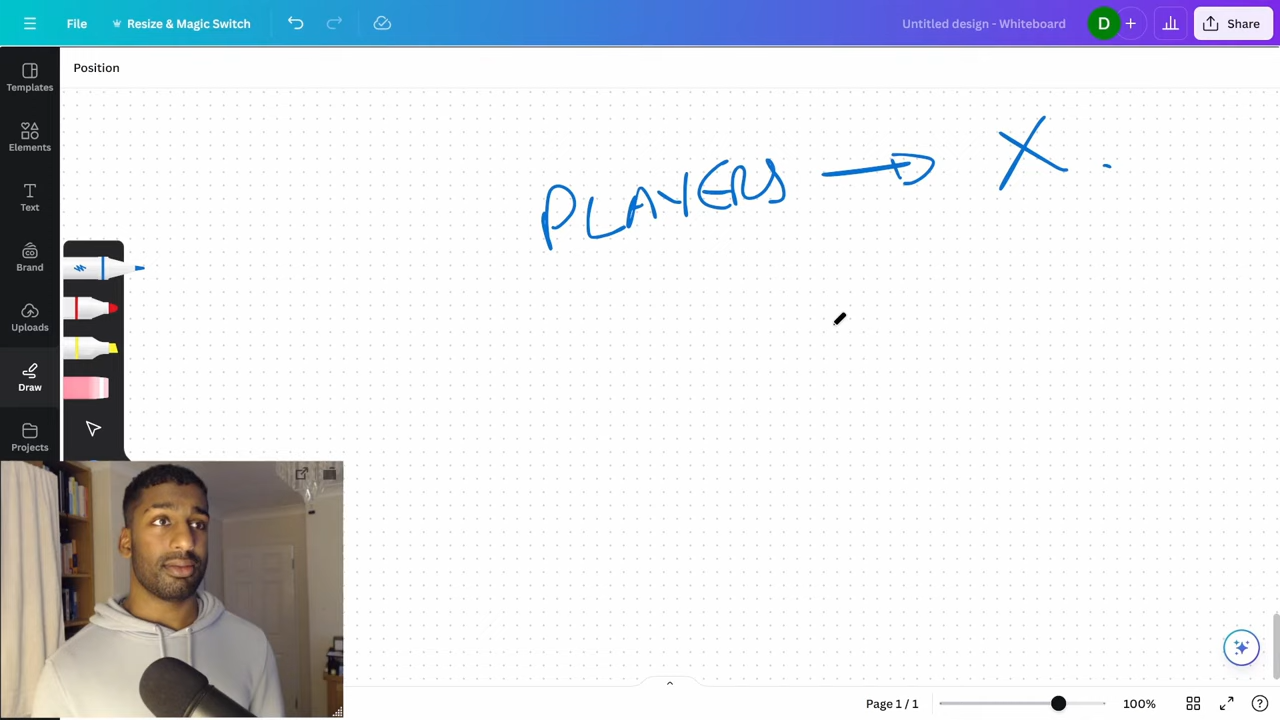 File
Resize & Magic Switch
Untitled design - Whiteboard
D
+
Share
Templates
Elements
Text
Brand
Uploads
Draw
Projects
Position
PLAYERS → X .
Page 1 / 1
100%